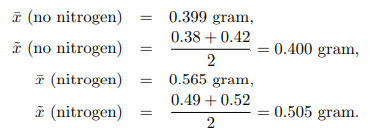 x̄ (no nitrogen) = 0.399 gram,
x̃ (no nitrogen) = (0.38 + 0.42)/2 = 0.400 gram,
x̄ (nitrogen) = 0.565 gram,
x̃ (nitrogen) = (0.49 + 0.52)/2 = 0.505 gram.